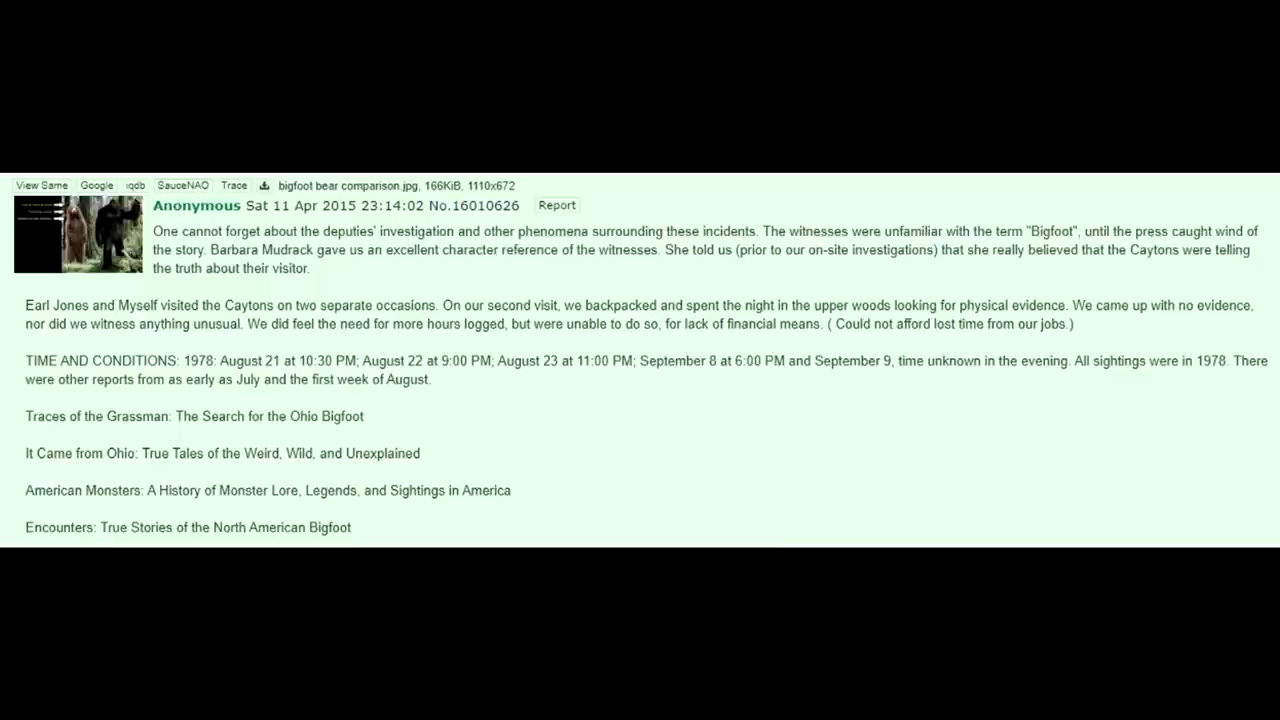 View Same Google iqdb SauceNAO Trace bigfoot bear comparison.jpg, 166KiB, 1110x672
Anonymous Sat 11 Apr 2015 23:14:02 No.16010626 Report
One cannot forget about the deputies' investigation and other phenomena surrounding these incidents. The witnesses were unfamiliar with the term "Bigfoot", until the press caught wind of
the story. Barbara Mudrack gave us an excellent character reference of the witnesses. She told us (prior to our on-site investigations) that she really believed that the Caytons were telling
the truth about their visitor.
Earl Jones and Myself visited the Caytons on two separate occasions. On our second visit, we backpacked and spent the night in the upper woods looking for physical evidence. We came up with no evidence,
nor did we witness anything unusual. We did feel the need for more hours logged, but were unable to do so, for lack of financial means. ( Could not afford lost time from our jobs.)
TIME AND CONDITIONS: 1978: August 21 at 10:30 PM; August 22 at 9:00 PM; August 23 at 11:00 PM; September 8 at 6:00 PM and September 9, time unknown in the evening. All sightings were in 1978. There
were other reports from as early as July and the first week of August.
Traces of the Grassman: The Search for the Ohio Bigfoot
It Came from Ohio: True Tales of the Weird, Wild, and Unexplained
American Monsters: A History of Monster Lore, Legends, and Sightings in America
Encounters: True Stories of the North American Bigfoot